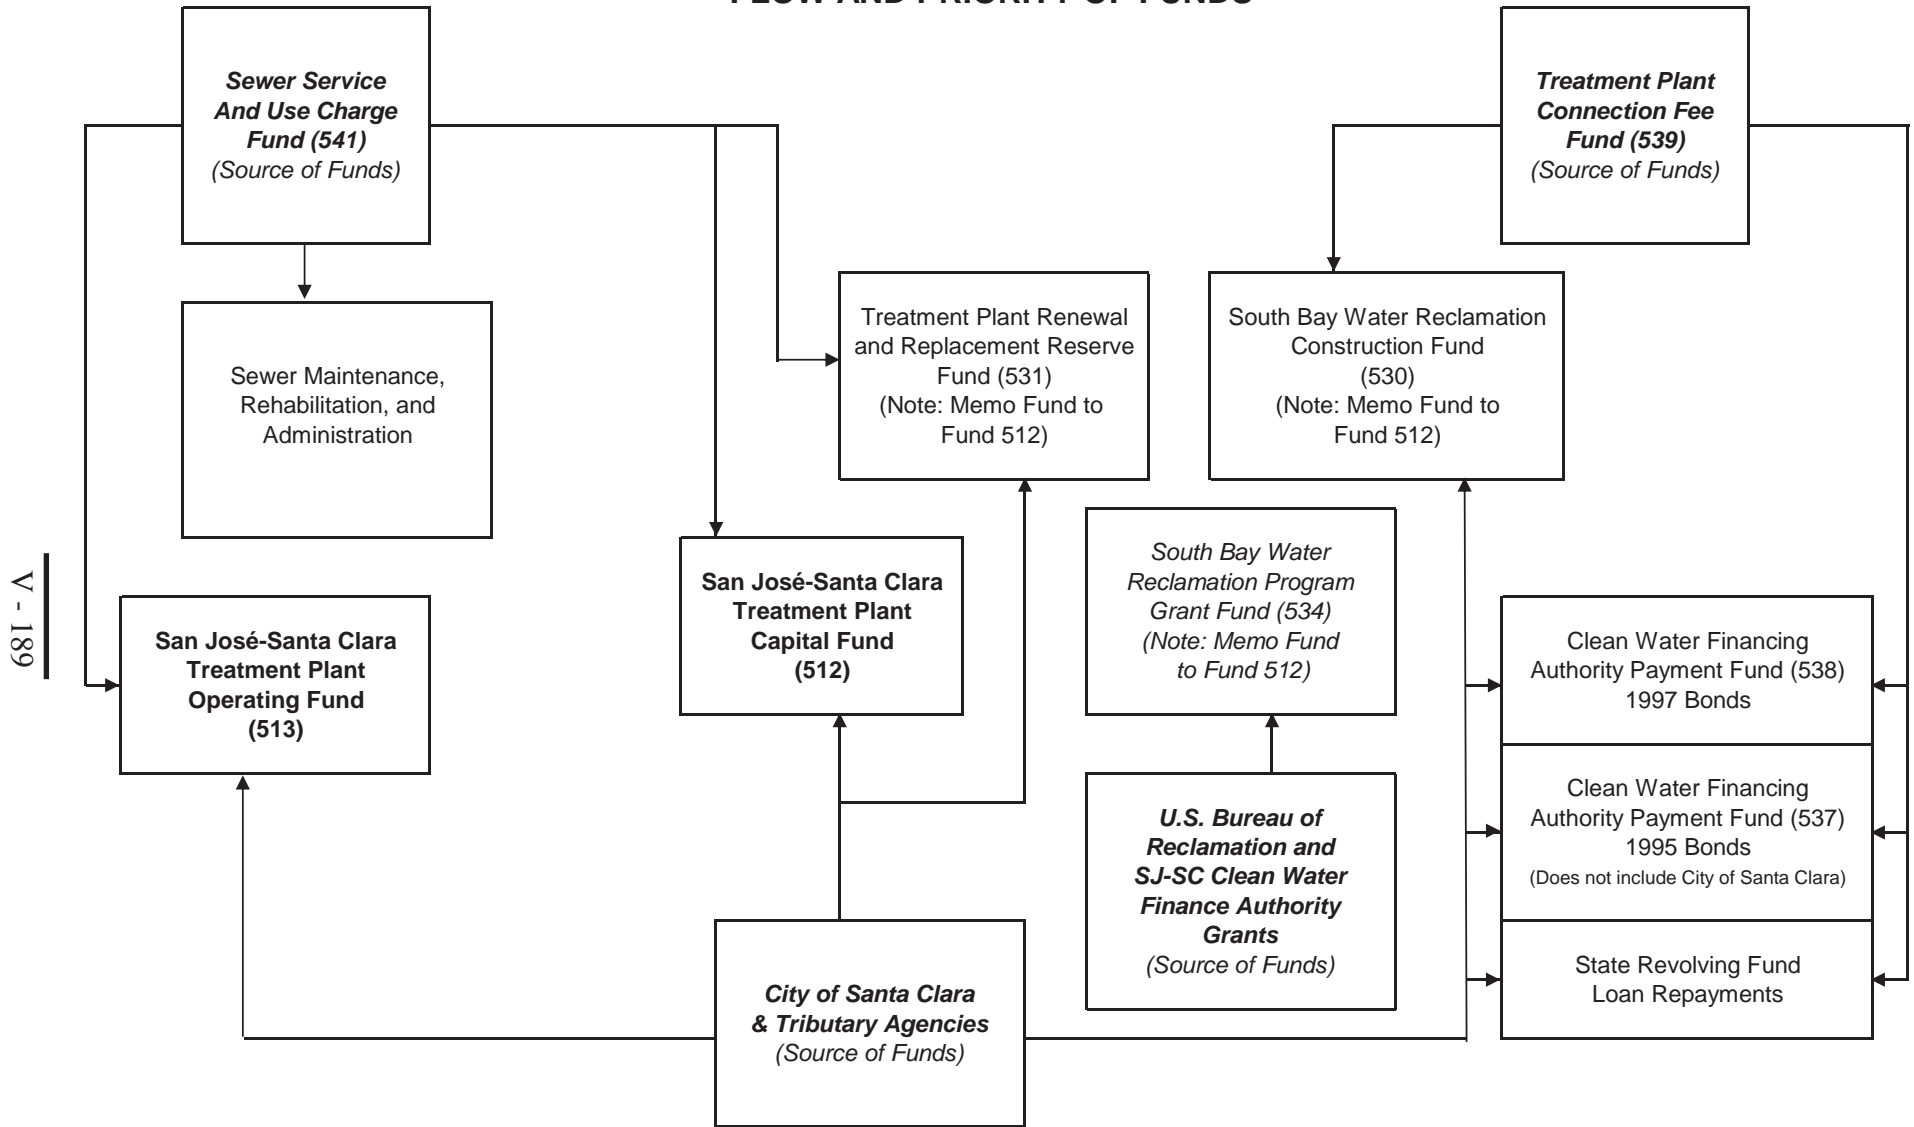 FLOW AND PRIORITY OF FUNDS
Sewer Service
And Use Charge
Fund (541)
(Source of Funds)
Treatment Plant
Connection Fee
Fund (539)
(Source of Funds)
Sewer Maintenance,
Rehabilitation, and
Administration
Treatment Plant Renewal
and Replacement Reserve
Fund (531)
(Note: Memo Fund to
Fund 512)
South Bay Water Reclamation
Construction Fund
(530)
(Note: Memo Fund to
Fund 512)
San José-Santa Clara
Treatment Plant
Operating Fund
(513)
San José-Santa Clara
Treatment Plant
Capital Fund
(512)
South Bay Water
Reclamation Program
Grant Fund (534)
(Note: Memo Fund
to Fund 512)
Clean Water Financing
Authority Payment Fund (538)
1997 Bonds
Clean Water Financing
Authority Payment Fund (537)
1995 Bonds
(Does not include City of Santa Clara)
State Revolving Fund
Loan Repayments
U.S. Bureau of
Reclamation and
SJ-SC Clean Water
Finance Authority
Grants
(Source of Funds)
City of Santa Clara
& Tributary Agencies
(Source of Funds)
V - 189